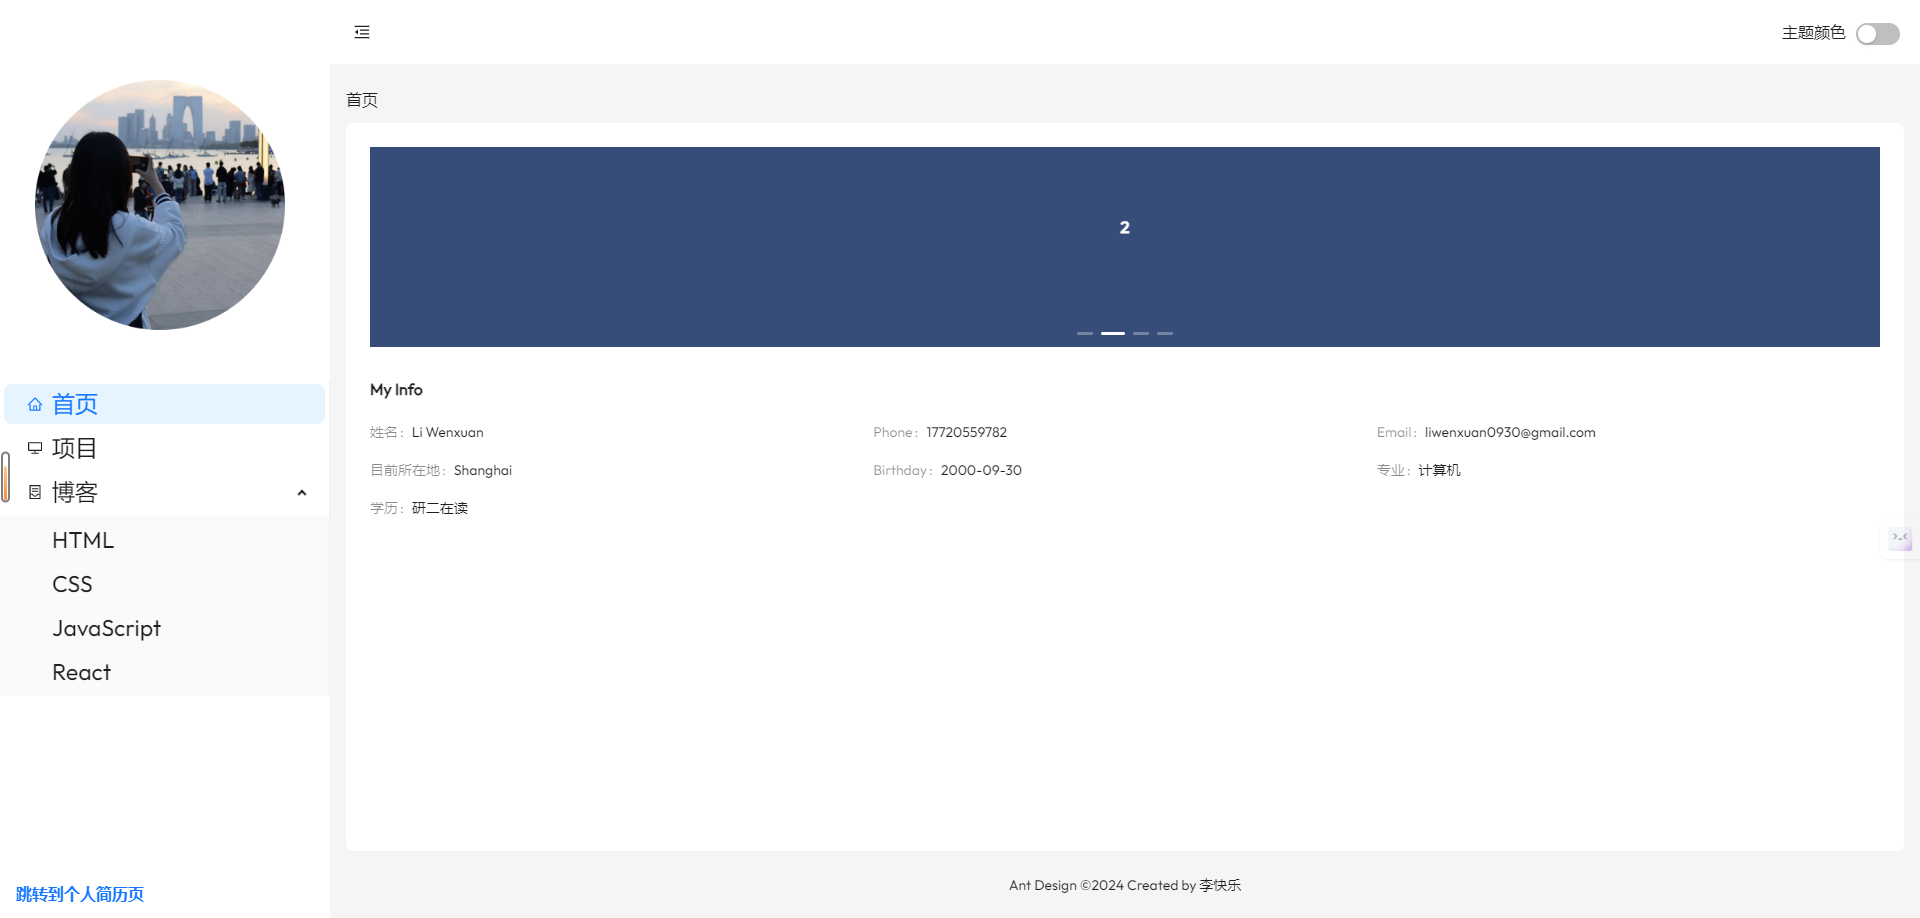 主题颜色
首页
2
首页
项目
博客
HTML
CSS
JavaScript
React
跳转到个人简历页
My Info
姓名: Li Wenxuan
Phone: 17720559782
Email: liwenxuan0930@gmail.com
目前所在地: Shanghai
Birthday: 2000-09-30
专业: 计算机
学历: 研二在读
Ant Design ©2024 Created by 李快乐